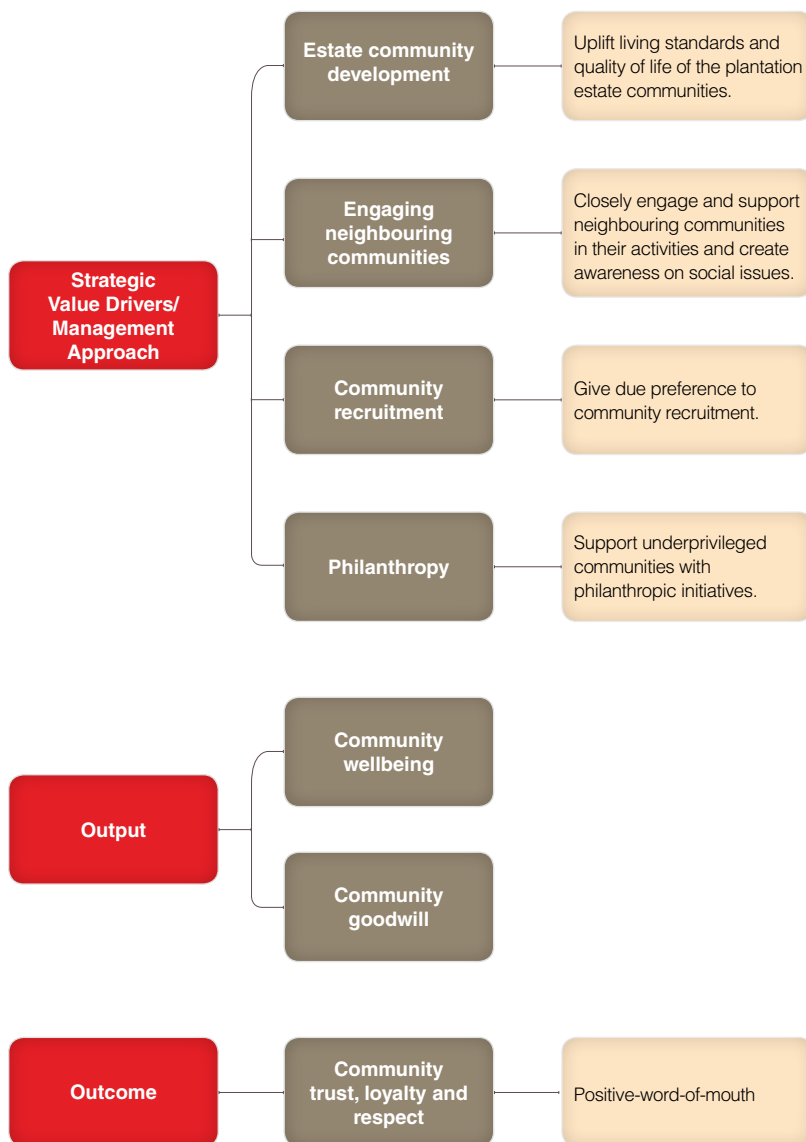 Strategic
Value Drivers/
Management
Approach
Estate community
development
Uplift living standards and
quality of life of the plantation
estate communities.
Engaging
neighbouring
communities
Closely engage and support
neighbouring communities
in their activities and create
awareness on social issues.
Community
recruitment
Give due preference to
community recruitment.
Philanthropy
Support underprivileged
communities with
philanthropic initiatives.
Output
Community
wellbeing
Community
goodwill
Outcome
Community
trust, loyalty and
respect
Positive-word-of-mouth